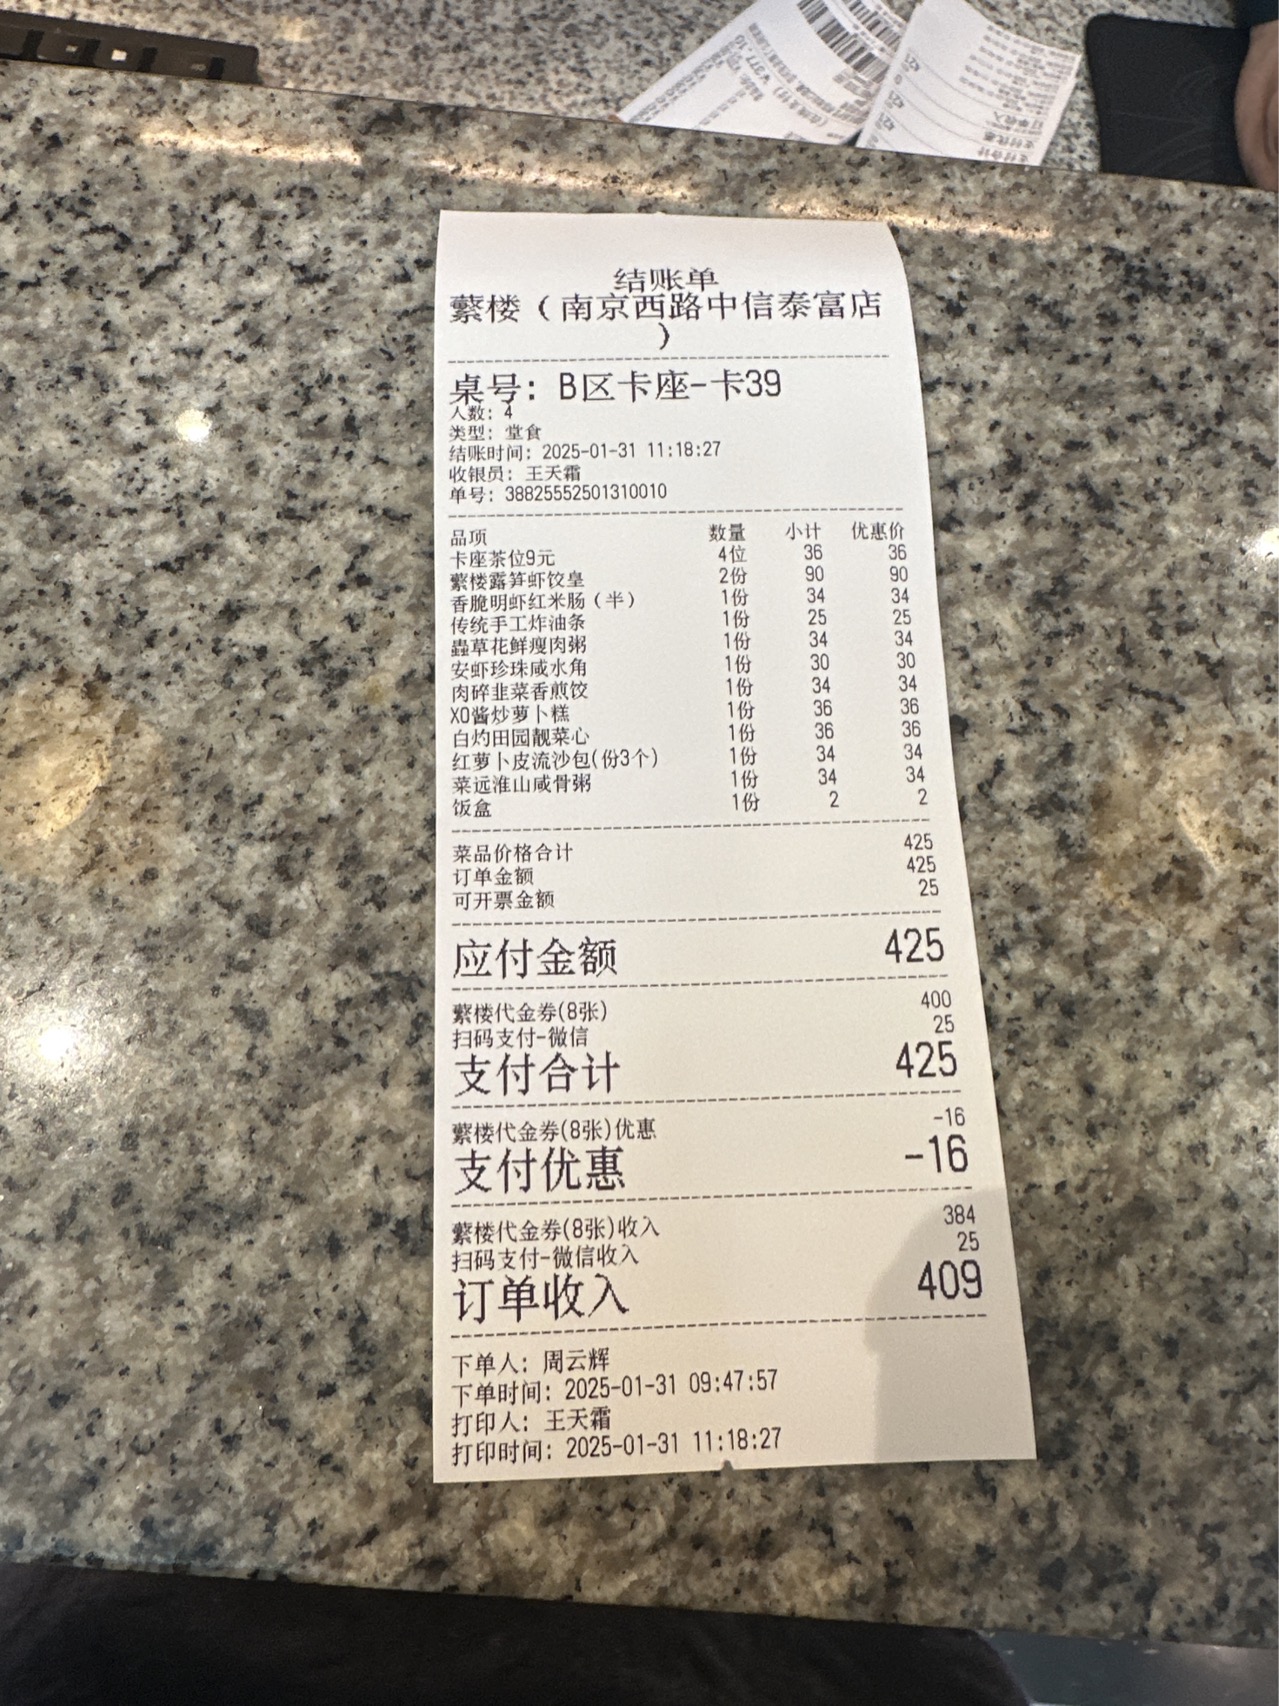 结账单
蘩楼（南京西路中信泰富店
）
桌号: B区卡座-卡39
人数: 4
类型: 堂食
结账时间: 2025-01-31 11:18:27
收银员: 王天霜
单号: 38825552501310010
品项 数量 小计 优惠价
卡座茶位9元 4位 36 36
蘩楼露笋虾饺皇 2份 90 90
香脆明虾红米肠（半） 1份 34 34
传统手工炸油条 1份 25 25
蟲草花鲜瘦肉粥 1份 34 34
安虾珍珠咸水角 1份 30 30
肉碎韭菜香煎饺 1份 34 34
XO酱炒萝卜糕 1份 36 36
白灼田园靓菜心 1份 36 36
红萝卜皮流沙包(份3个) 1份 34 34
菜远淮山咸骨粥 1份 34 34
饭盒 1份 2 2
菜品价格合计 425
订单金额 425
可开票金额 25
应付金额 425
蘩楼代金券(8张) 400
扫码支付-微信 25
支付合计 425
蘩楼代金券(8张)优惠 -16
支付优惠 -16
蘩楼代金券(8张)收入 384
扫码支付-微信收入 25
订单收入 409
下单人: 周云辉
下单时间: 2025-01-31 09:47:57
打印人: 王天霜
打印时间: 2025-01-31 11:18:27